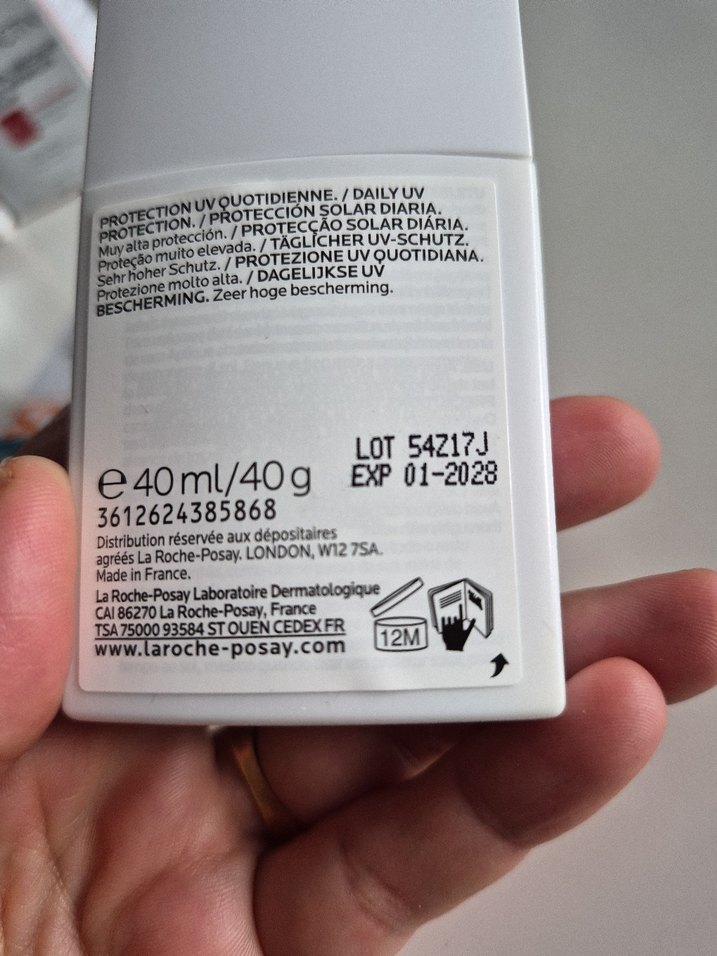 PROTECTION UV QUOTIDIENNE. / DAILY UV
PROTECTION. / PROTECCIÓN SOLAR DIARIA.
Muy alta protección. / PROTECÇÃO SOLAR DIÁRIA.
Proteção muito elevada. / TÄGLICHER UV-SCHUTZ.
Sehr hoher Schutz. / PROTEZIONE UV QUOTIDIANA.
Protezione molto alta. / DAGELIJKSE UV
BESCHERMING. Zeer hoge bescherming.
LOT 54Z17J
EXP 01-2028
e 40 ml/40 g
3612624385868
Distribution réservée aux dépositaires
agréés La Roche-Posay. LONDON, W12 7SA.
Made in France.
La Roche-Posay Laboratoire Dermatologique
CAI 86270 La Roche-Posay, France
TSA 75000 93584 ST OUEN CEDEX FR
www.laroche-posay.com
12M